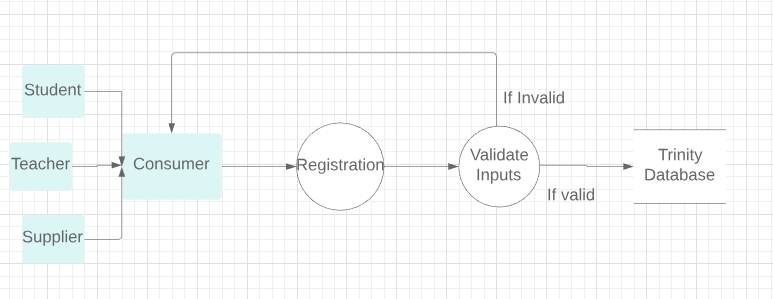 Student
If Invalid
Teacher
Consumer
Registration
Validate
Inputs
Trinity
Database
If valid
Supplier